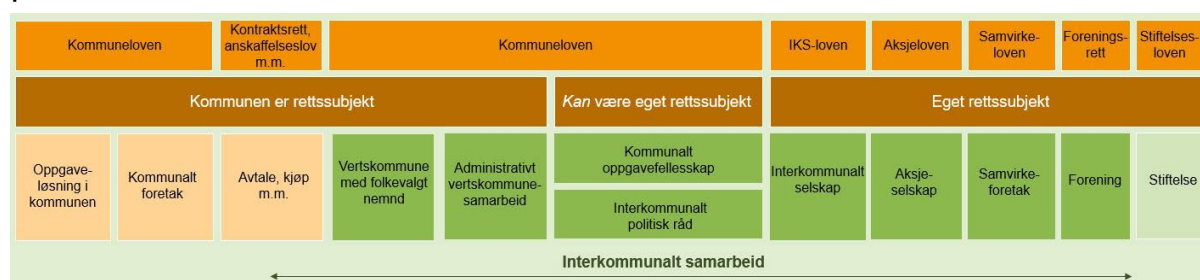 Kommuneloven
Kontraktsrett,
anskaffelseslov
m.m.
Kommuneloven
IKS-loven
Aksjeloven
Samvirke-
loven
Forenings-
rett
Stiftelses-
loven
Kommunen er rettssubjekt
Kan være eget rettssubjekt
Eget rettssubjekt
Oppgave-
løsning i
kommunen
Kommunalt
foretak
Avtale, kjøp
m.m.
Vertskommune
med folkevalgt
nemnd
Administrativt
vertskommune-
samarbeid
Kommunalt
oppgavefellesskap
Interkommunalt
politisk råd
Interkommunalt
selskap
Aksje-
selskap
Samvirke-
foretak
Forening
Stiftelse
Interkommunalt samarbeid